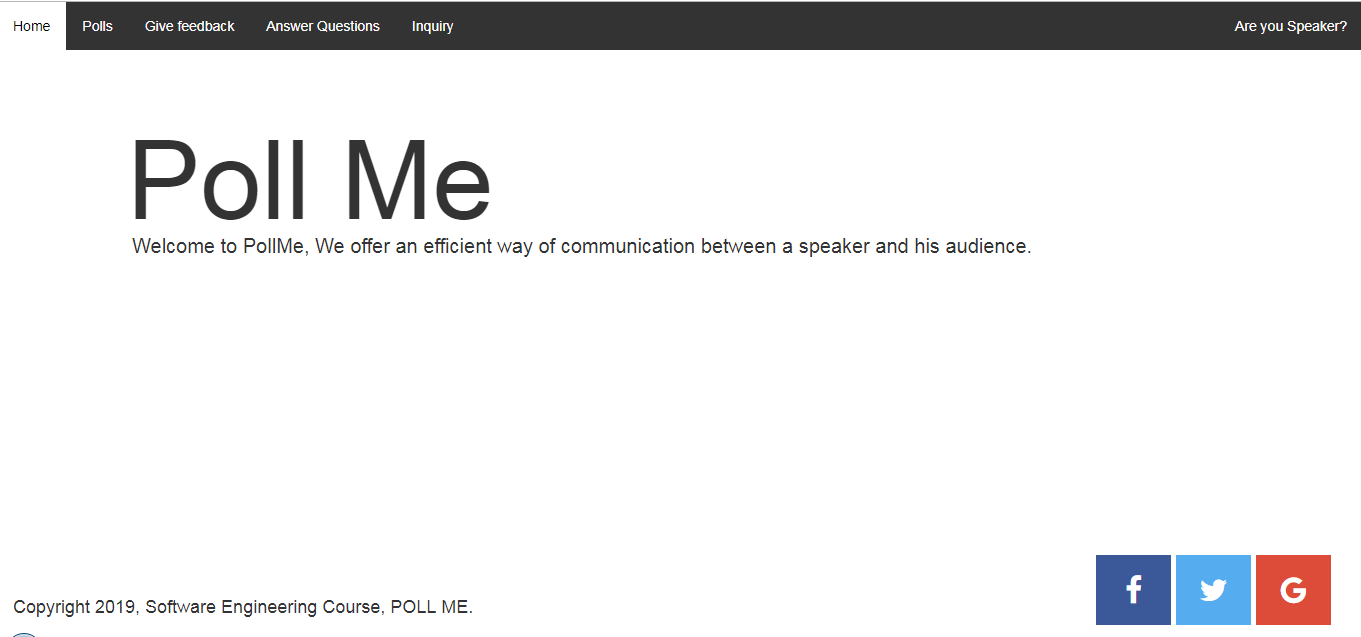 Home Polls Give feedback Answer Questions Inquiry Are you Speaker?
Poll Me
Welcome to PollMe, We offer an efficient way of communication between a speaker and his audience.
Copyright 2019, Software Engineering Course, POLL ME.